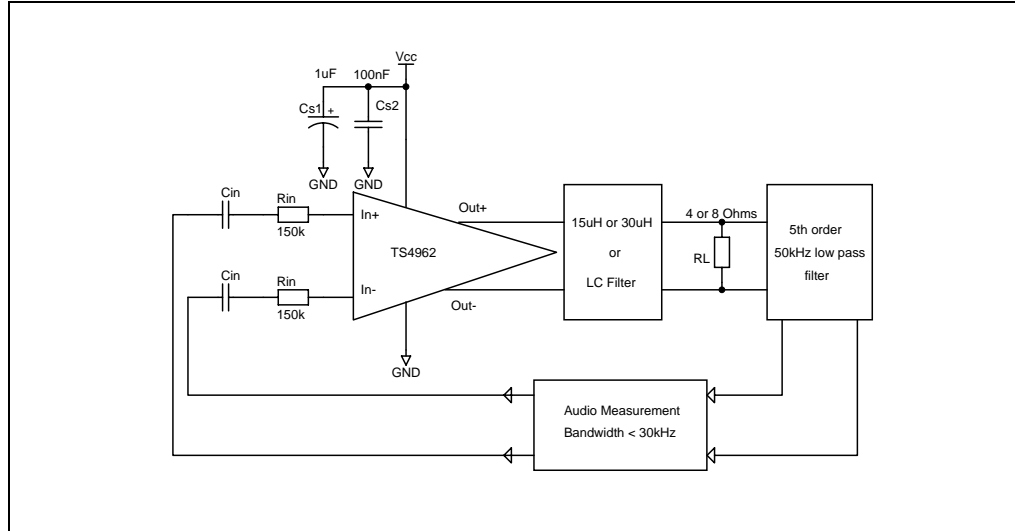 Vcc
1uF
100nF
Cs1
+
Cs2
GND
GND
Cin
Rin
150k
In+
Out+
TS4962
15uH or 30uH
or
LC Filter
4 or 8 Ohms
RL
5th order
50kHz low pass
filter
Cin
Rin
150k
In-
Out-
GND
Audio Measurement
Bandwidth < 30kHz